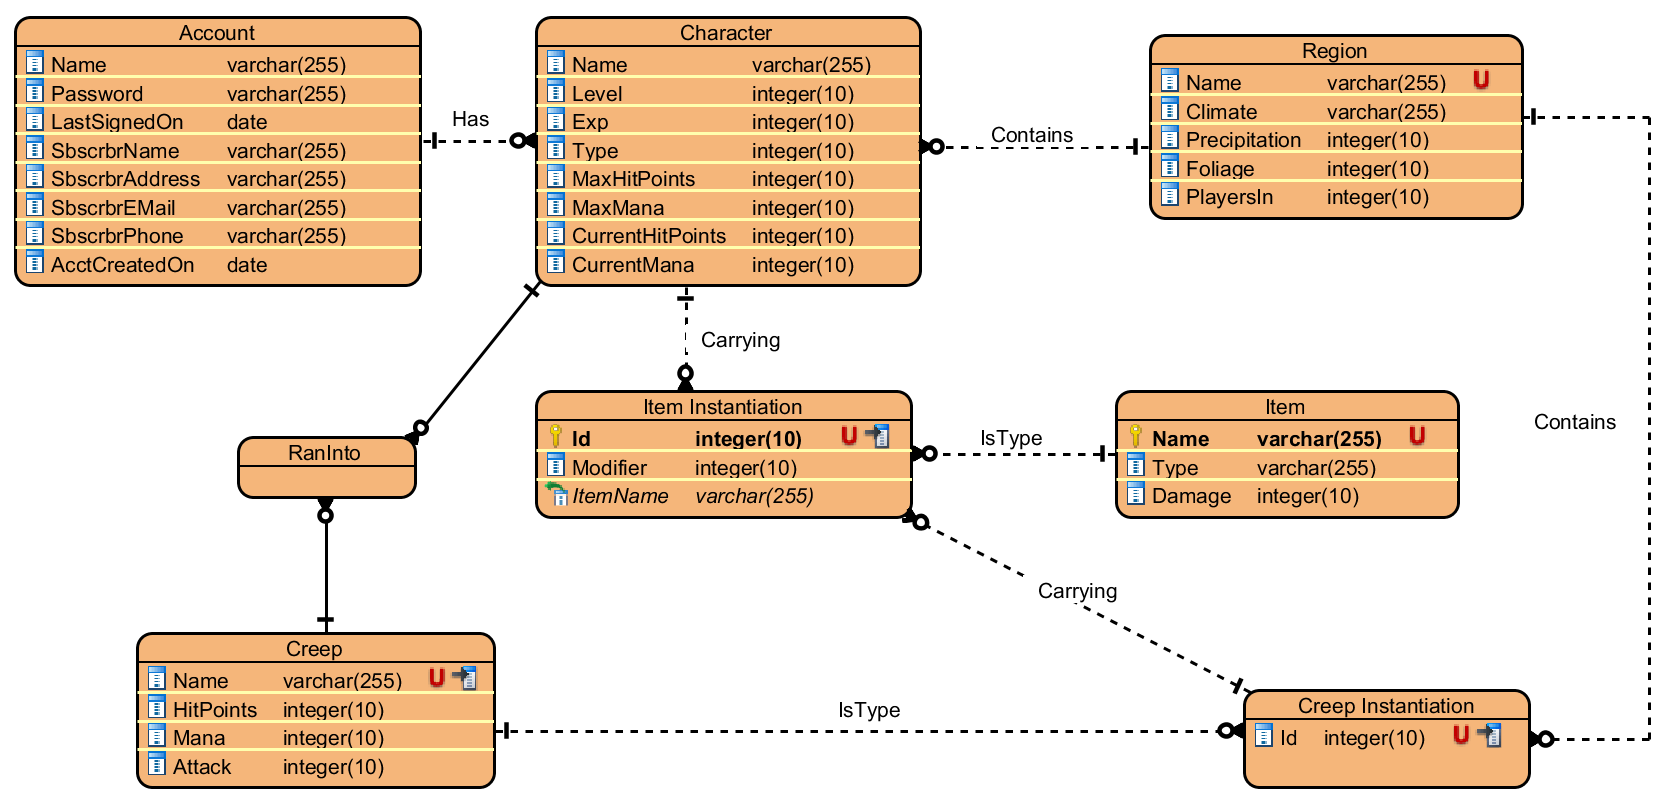 Account
Name varchar(255)
Password varchar(255)
LastSignedOn date
SbscrbrName varchar(255)
SbscrbrAddress varchar(255)
SbscrbrEMail varchar(255)
SbscrbrPhone varchar(255)
AcctCreatedOn date
Has
Character
Name varchar(255)
Level integer(10)
Exp integer(10)
Type integer(10)
MaxHitPoints integer(10)
MaxMana integer(10)
CurrentHitPoints integer(10)
CurrentMana integer(10)
Contains
Region
Name varchar(255) U
Climate varchar(255)
Precipitation integer(10)
Foliage integer(10)
PlayersIn integer(10)
Carrying
Item Instantiation
Id integer(10) U
Modifier integer(10)
ItemName varchar(255)
IsType
Item
Name varchar(255) U
Type varchar(255)
Damage integer(10)
Contains
RanInto
Carrying
Creep
Name varchar(255) U
HitPoints integer(10)
Mana integer(10)
Attack integer(10)
IsType
Creep Instantiation
Id integer(10) U